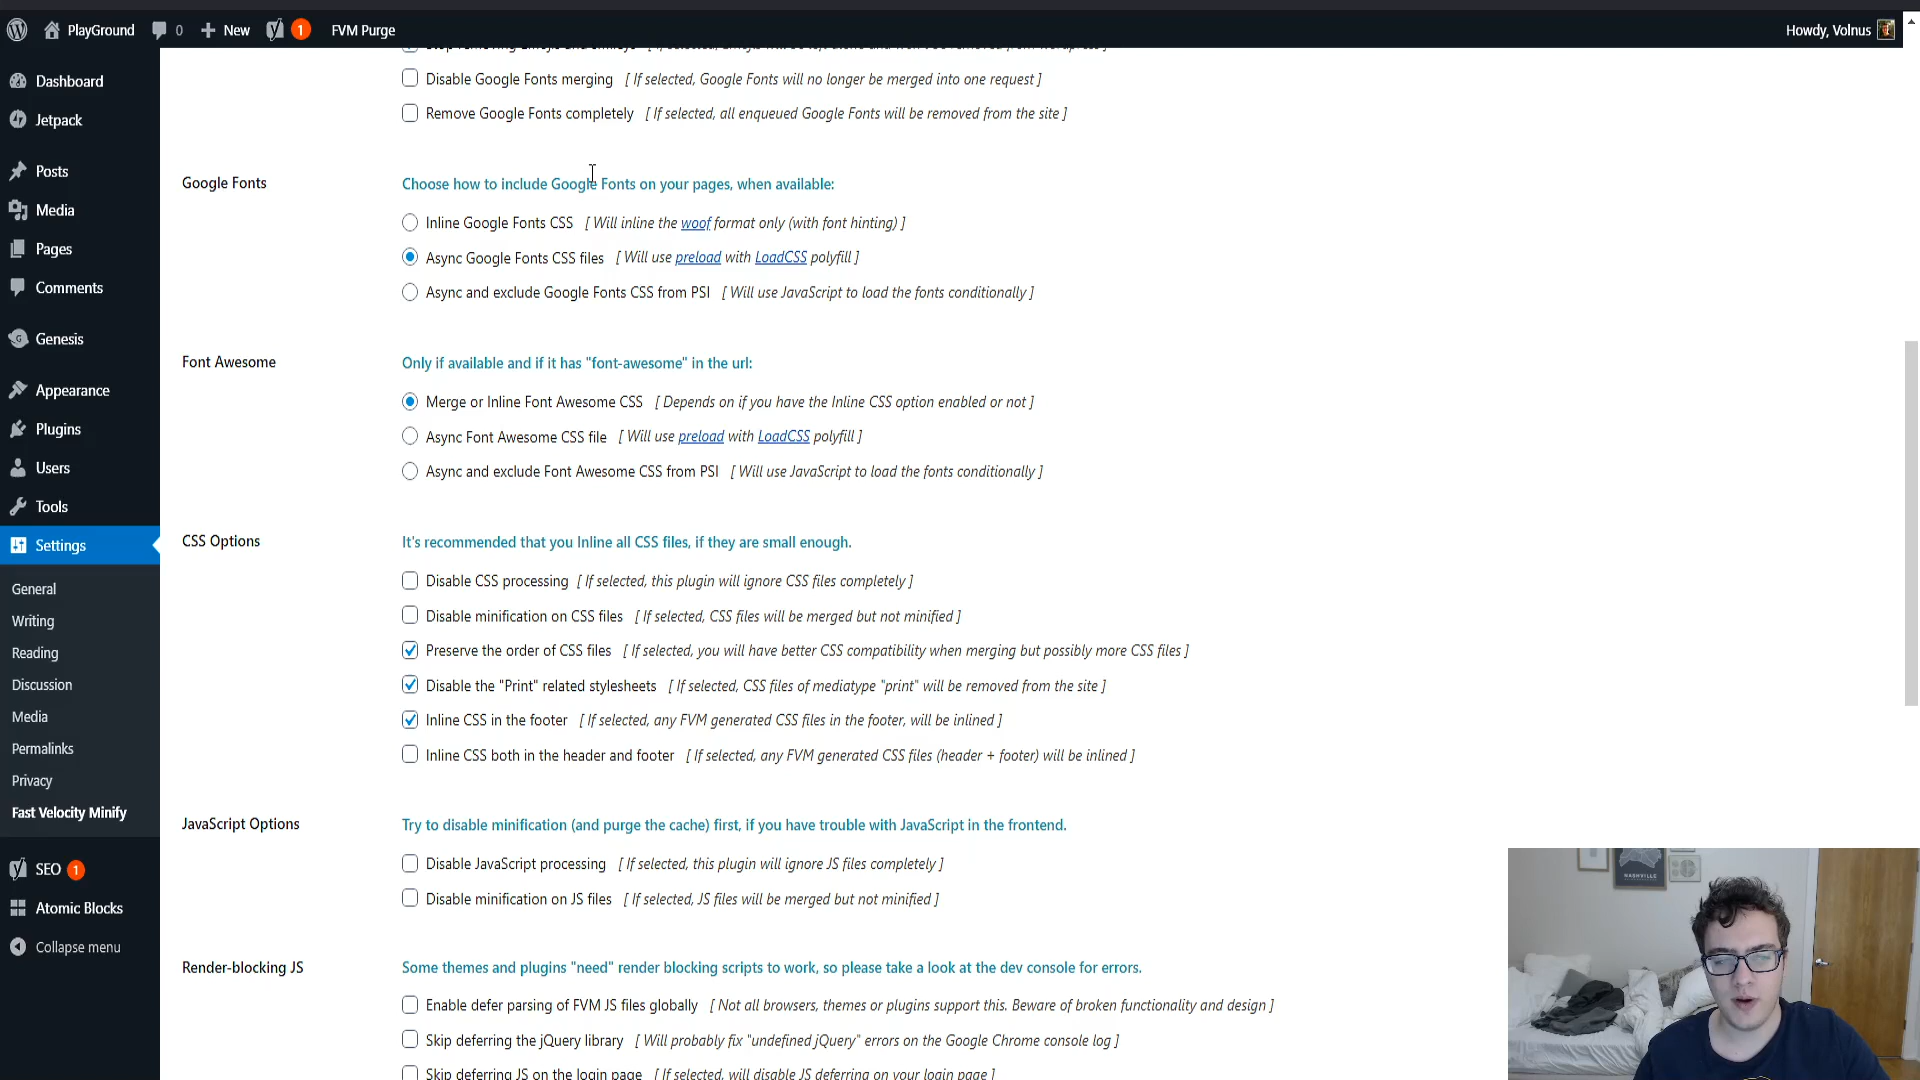 PlayGround 0 New 1 FVM Purge Howdy, Volnus
Dashboard
Jetpack
Posts
Media
Pages
Comments
Genesis
Appearance
Plugins
Users
Tools
Settings
General
Writing
Reading
Discussion
Media
Permalinks
Privacy
Fast Velocity Minify
SEO 1
Atomic Blocks
Collapse menu
Disable Google Fonts merging [ If selected, Google Fonts will no longer be merged into one request ]
Remove Google Fonts completely [ If selected, all enqueued Google Fonts will be removed from the site ]
Google Fonts
Choose how to include Google Fonts on your pages, when available:
Inline Google Fonts CSS [ Will inline the woof format only (with font hinting) ]
Async Google Fonts CSS files [ Will use preload with LoadCSS polyfill ]
Async and exclude Google Fonts CSS from PSI [ Will use JavaScript to load the fonts conditionally ]
Font Awesome
Only if available and if it has "font-awesome" in the url:
Merge or Inline Font Awesome CSS [ Depends on if you have the Inline CSS option enabled or not ]
Async Font Awesome CSS file [ Will use preload with LoadCSS polyfill ]
Async and exclude Font Awesome CSS from PSI [ Will use JavaScript to load the fonts conditionally ]
CSS Options
It's recommended that you Inline all CSS files, if they are small enough.
Disable CSS processing [ If selected, this plugin will ignore CSS files completely ]
Disable minification on CSS files [ If selected, CSS files will be merged but not minified ]
Preserve the order of CSS files [ If selected, you will have better CSS compatibility when merging but possibly more CSS files ]
Disable the "Print" related stylesheets [ If selected, CSS files of mediatype "print" will be removed from the site ]
Inline CSS in the footer [ If selected, any FVM generated CSS files in the footer, will be inlined ]
Inline CSS both in the header and footer [ If selected, any FVM generated CSS files (header + footer) will be inlined ]
JavaScript Options
Try to disable minification (and purge the cache) first, if you have trouble with JavaScript in the frontend.
Disable JavaScript processing [ If selected, this plugin will ignore JS files completely ]
Disable minification on JS files [ If selected, JS files will be merged but not minified ]
Render-blocking JS
Some themes and plugins "need" render blocking scripts to work, so please take a look at the dev console for errors.
Enable defer parsing of FVM JS files globally [ Not all browsers, themes or plugins support this. Beware of broken functionality and design ]
Skip deferring the jQuery library [ Will probably fix "undefined jQuery" errors on the Google Chrome console log ]
Skip deferring JS on the login page [ If selected, will disable JS deferring on your login page ]
NASHVILLE